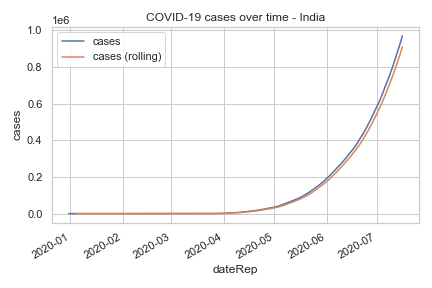 COVID-19 cases over time - India
1e6
cases
cases (rolling)
1.0
0.8
0.6
0.4
0.2
0.0
cases
2020-01
2020-02
2020-03
2020-04
2020-05
2020-06
2020-07
dateRep